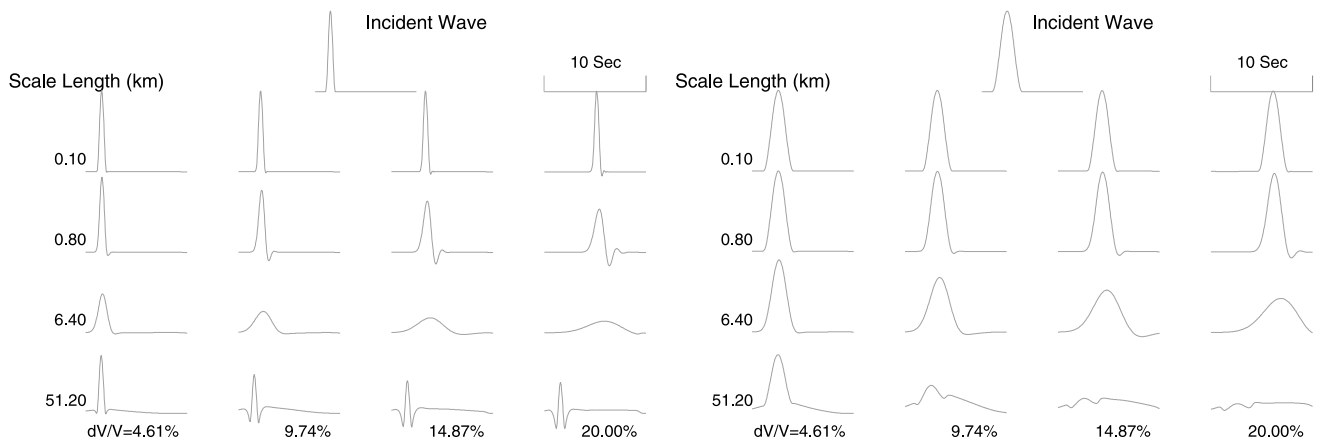 Incident Wave
10 Sec
Scale Length (km)
0.10
0.80
6.40
51.20
dV/V=4.61% 9.74% 14.87% 20.00%
Incident Wave
10 Sec
Scale Length (km)
0.10
0.80
6.40
51.20
dV/V=4.61% 9.74% 14.87% 20.00%